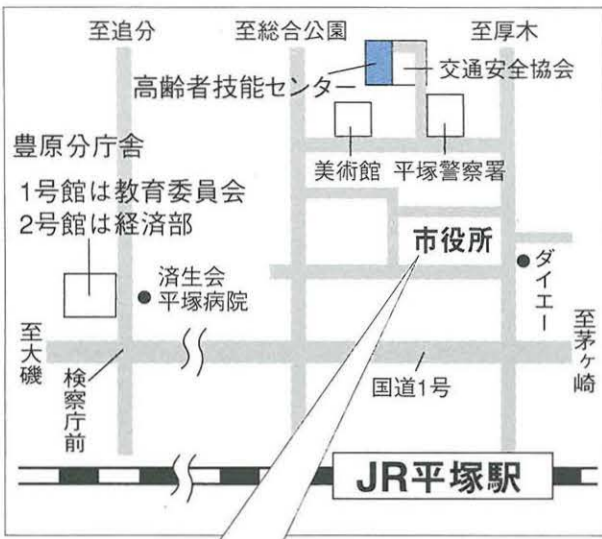 至追分
至総合公園
至厚木
交通安全協会
高齢者技能センター
美術館
平塚警察署
豊原分庁舎
1号館は教育委員会
2号館は経済部
市役所
ダイエー
済生会
平塚病院
至大磯
検察庁前
国道1号
至茅ヶ崎
JR平塚駅